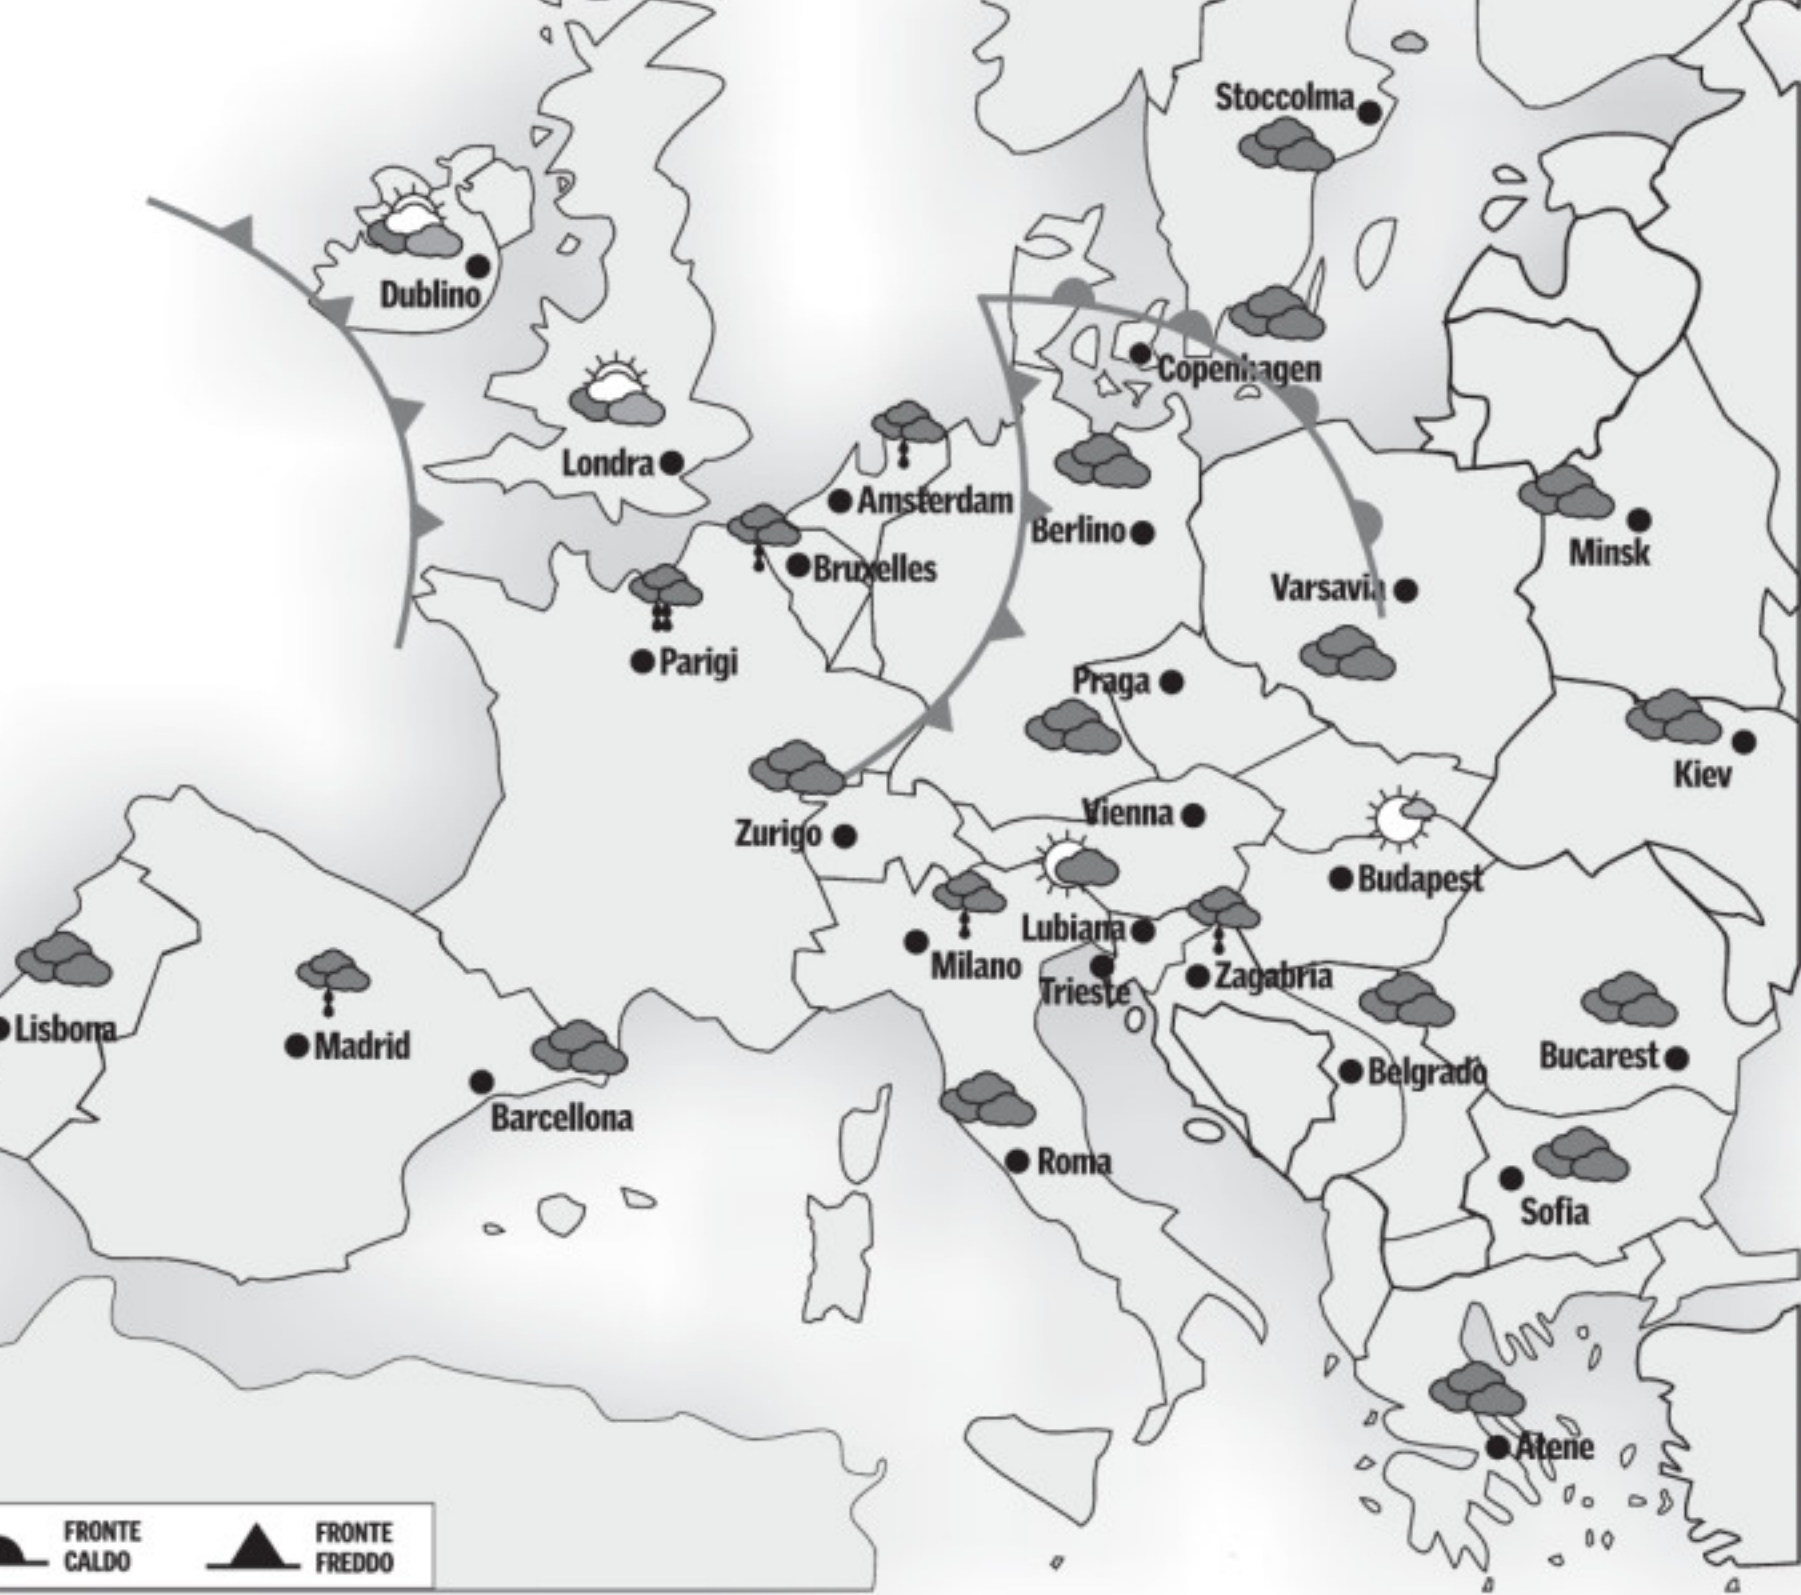 Stoccolma
Dublino
Copenhagen
Londra
Amsterdam
Berlino
Minsk
Bruxelles
Varsavia
Parigi
Praga
Kiev
Vienna
Zurigo
Budapest
Lubiana
Milano
Zagabria
Trieste
Lisbona
Madrid
Belgrado
Bucarest
Barcellona
Roma
Sofia
Atene
FRONTE
CALDO
FRONTE
FREDDO